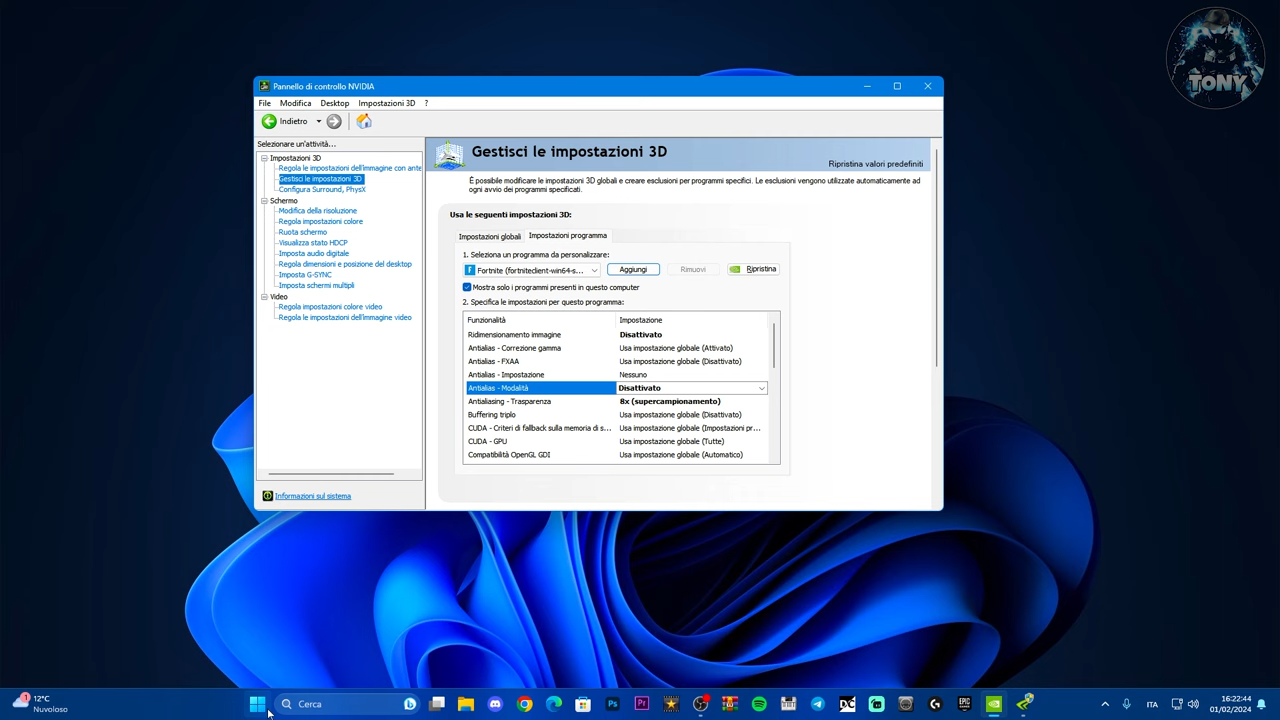 TONY
Pannello di controllo NVIDIA
File Modifica Desktop Impostazioni 3D ?
Indietro
Selezionare un'attività...
Impostazioni 3D
Regola le impostazioni dell'immagine con ante
Gestisci le impostazioni 3D
Configura Surround, PhysX
Schermo
Modifica della risoluzione
Regola impostazioni colore
Ruota schermo
Visualizza stato HDCP
Imposta audio digitale
Regola dimensioni e posizione del desktop
Imposta G-SYNC
Imposta schermi multipli
Video
Regola impostazioni colore video
Regola le impostazioni dell'immagine video
Informazioni sul sistema
Gestisci le impostazioni 3D
Ripristina valori predefiniti
È possibile modificare le impostazioni 3D globali e creare esclusioni per programmi specifici. Le esclusioni vengono utilizzate automaticamente ad
ogni avvio dei programmi specificati.
Usa le seguenti impostazioni 3D:
Impostazioni globali Impostazioni programma
1. Seleziona un programma da personalizzare:
Fortnite (fortniteclient-win64-s... Aggiungi Rimuovi Ripristina
Mostra solo i programmi presenti in questo computer
2. Specifica le impostazioni per questo programma:
Funzionalità Impostazione
Ridimensionamento immagine Disattivato
Antialias - Correzione gamma Usa impostazione globale (Attivato)
Antialias - FXAA Usa impostazione globale (Disattivato)
Antialias - Impostazione Nessuno
Antialias - Modalità Disattivato
Antialiasing - Trasparenza 8x (supercampionamento)
Buffering triplo Usa impostazione globale (Disattivato)
CUDA - Criteri di fallback sulla memoria di s... Usa impostazione globale (Impostazioni pr...
CUDA - GPU Usa impostazione globale (Tutte)
Compatibilità OpenGL GDI Usa impostazione globale (Automatico)
1
12°C
Nuvoloso
Cerca
Ps
Pr
EPIC
ITA
16:22:44
01/02/2024